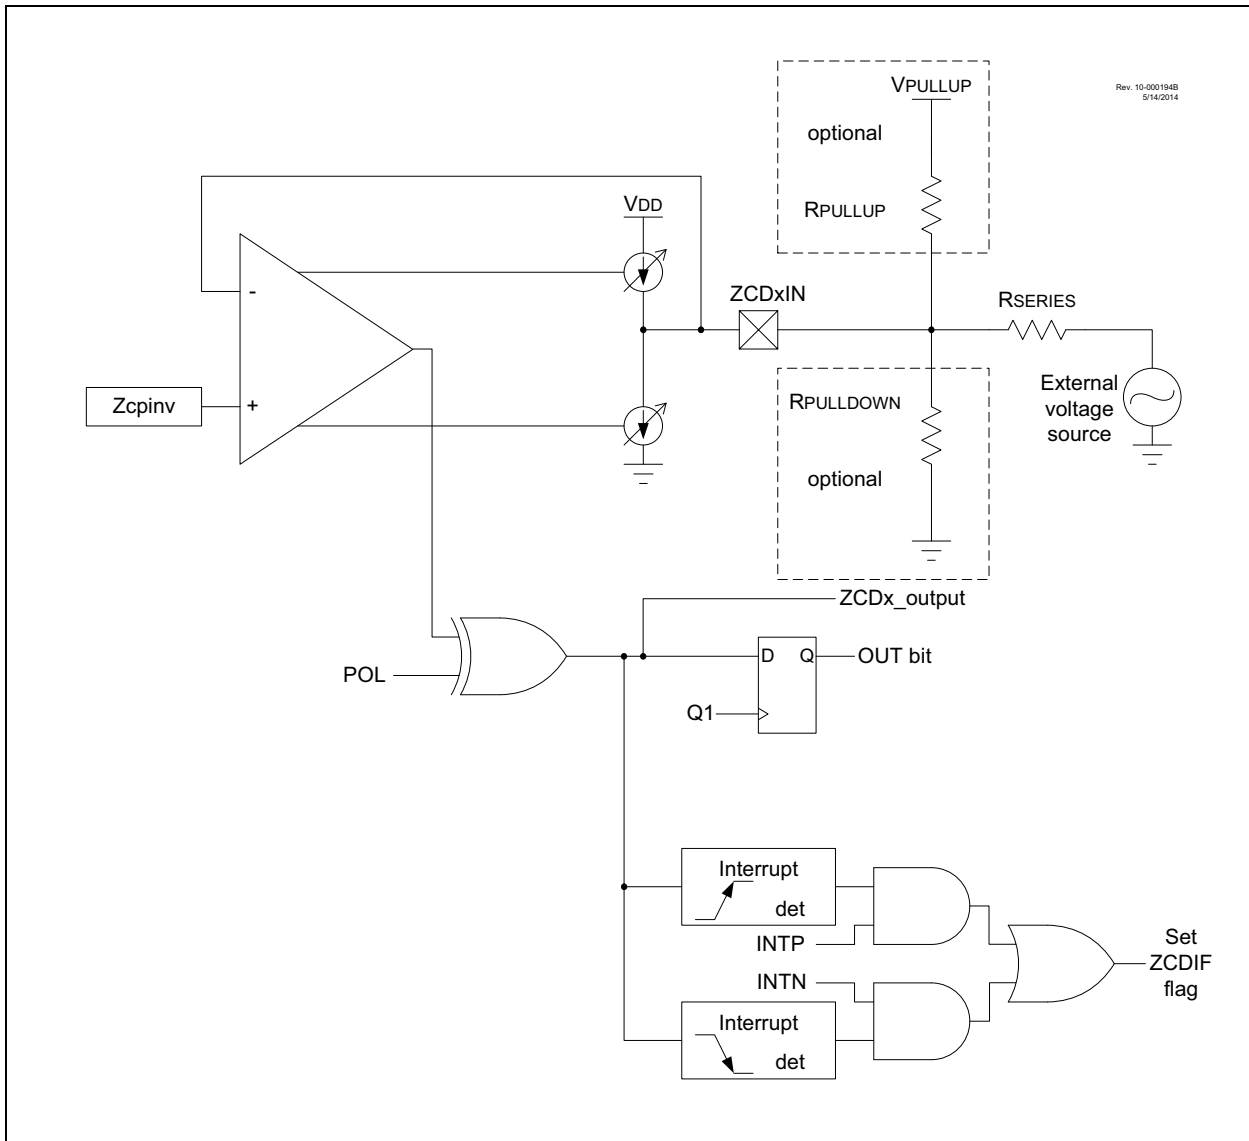 VPULLUP
Rev. 10-000194B
5/14/2014
optional
RPULLUP
VDD
ZCDxIN
RSERIES
-
Zcpinv
+
External
voltage
source
RPULLDOWN
optional
ZCDx_output
POL
D Q
OUT bit
Q1
Interrupt
det
INTP
Set
ZCDIF
flag
INTN
Interrupt
det